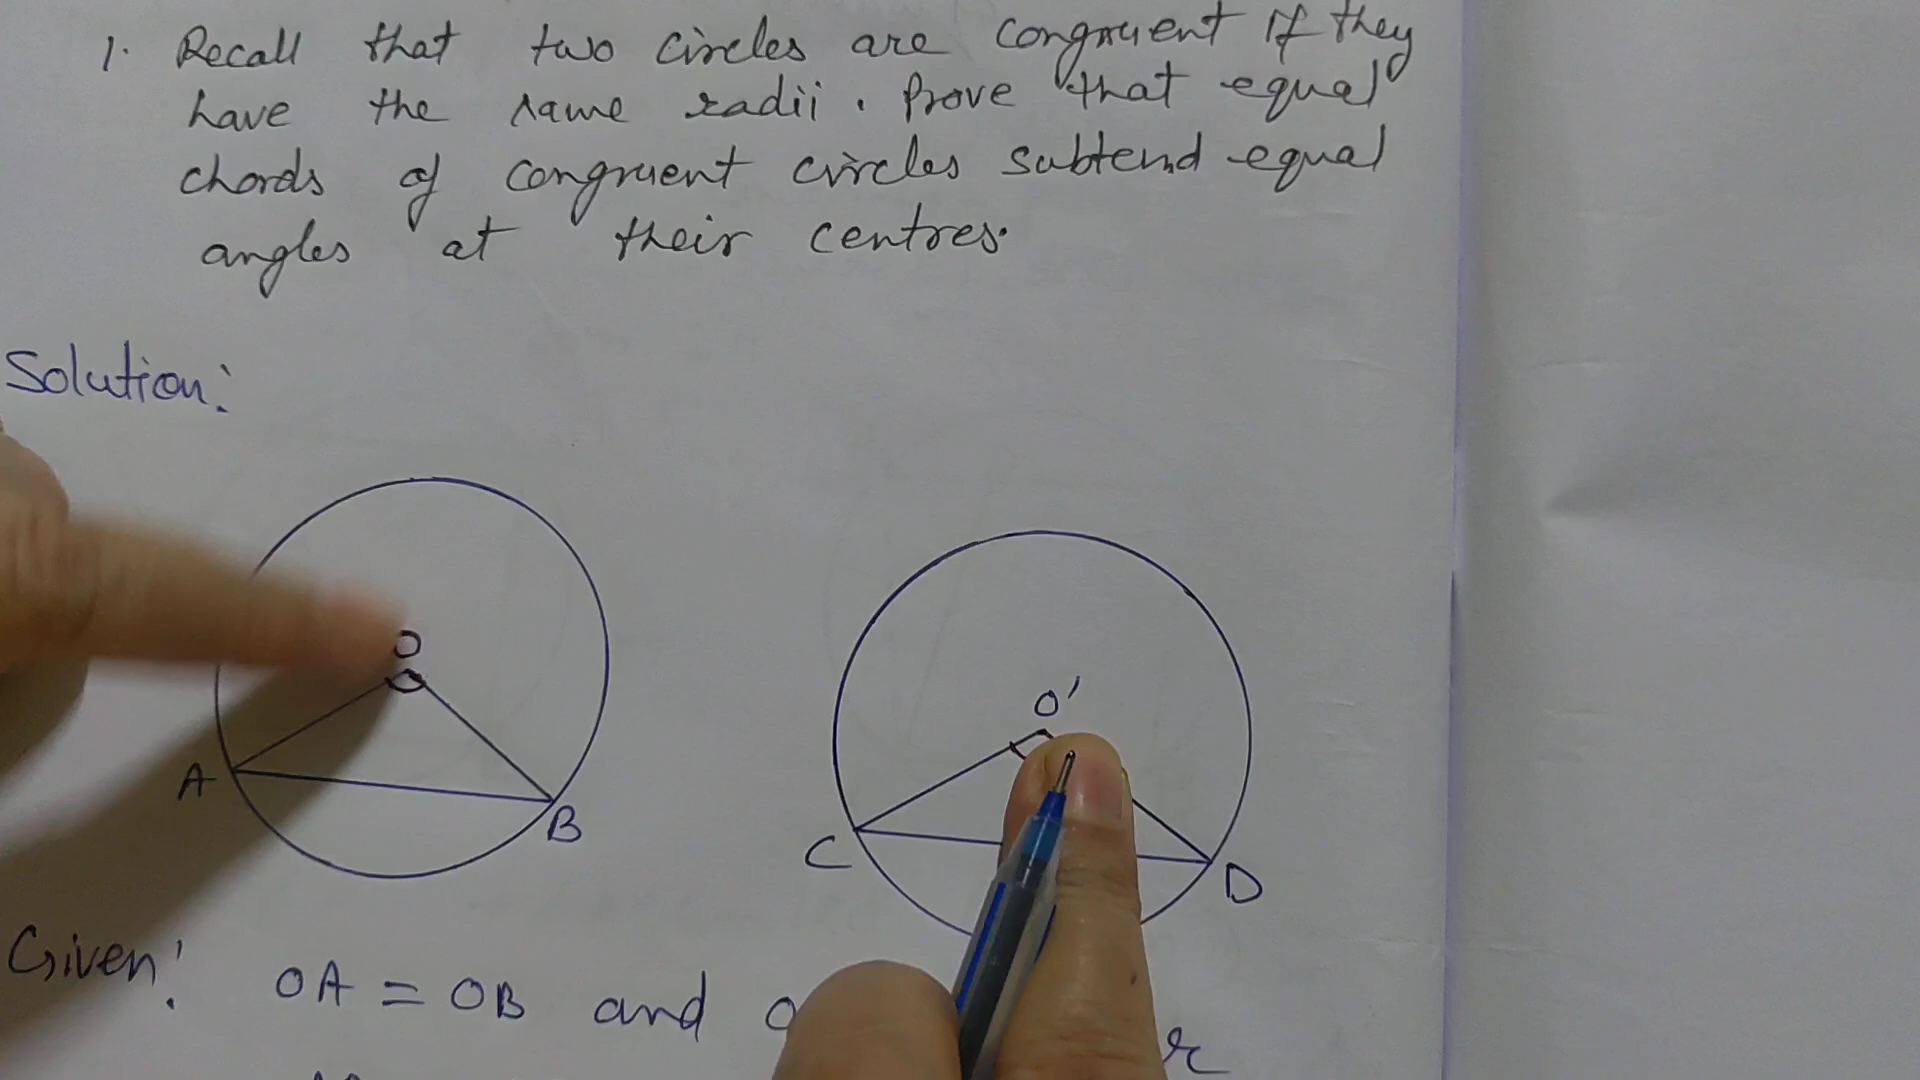 1. Recall that two circles are congruent if they
have the same radii. Prove that equal
chords of congruent circles subtend equal
angles at their centres.
Solution:
O
O'
A
B
C
D
Given: OA = OB and O r